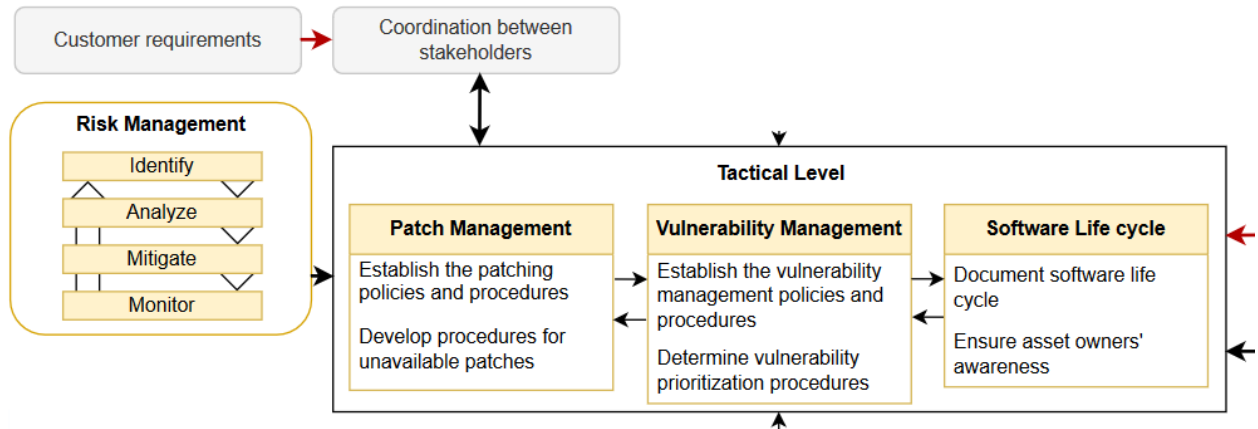 Customer requirements
Coordination between
stakeholders
Risk Management
Identify
Analyze
Mitigate
Monitor
Tactical Level
Patch Management
Establish the patching
policies and procedures
Develop procedures for
unavailable patches
Vulnerability Management
Establish the vulnerability
management policies and
procedures
Determine vulnerability
prioritization procedures
Software Life cycle
Document software life
cycle
Ensure asset owners'
awareness